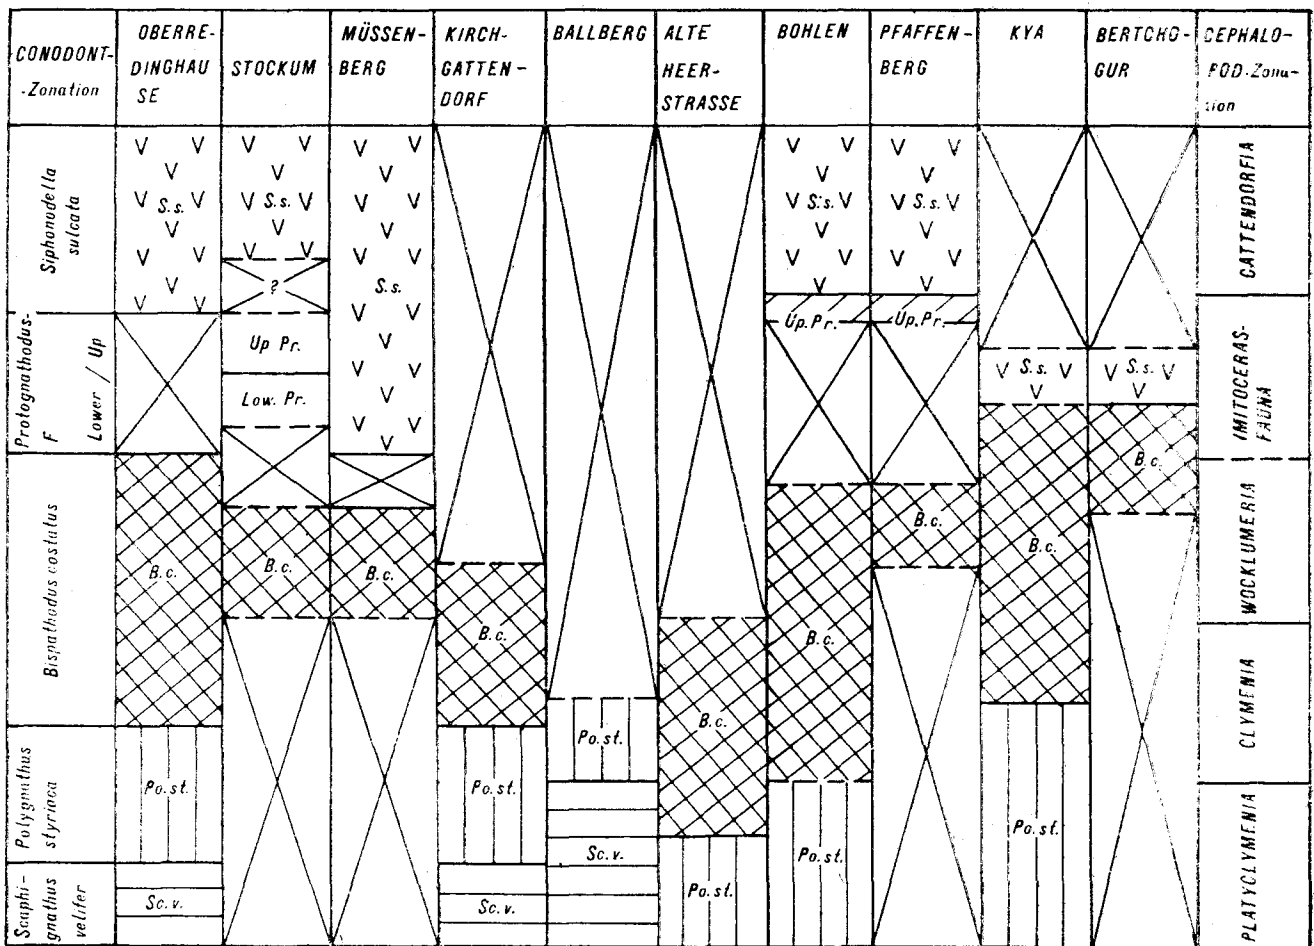 CONODONT-
-Zonation
OBERRE-
DINGHAU
SE
STOCKUM
MÜSSEN-
BERG
KIRCH-
GATTEN-
DORF
BALLBERG
ALTE
HEER-
STRASSE
BOHLEN
PFAFFEN-
BERG
KYA
BERTCHO-
GUR
CEPHALO-
POD-Zona-
tion
Siphonodella
sulcata
Protognathodus-
F Lower / Up
Bispathodus costatus
Polygnathus
styriaca
Scaphi-
gnathus
velifer
S.s.
B.c.
Po.st.
Sc.v.
S.s.
?
Up Pr.
Low. Pr.
B.c.
S.s.
B.c.
B.c.
Po.st.
Sc.v.
Po.st.
Sc.v.
B.c.
Po.st.
S.s.
Up.Pr.
B.c.
Po.st.
S.s.
Up.Pr.
B.c.
S.s.
B.c.
Po.st.
S.s.
B.c.
GATTENDORFIA
IMITOCERAS-
FAUNA
WOCKLUMERIA
CLYMENIA
PLATYCLYMENIA